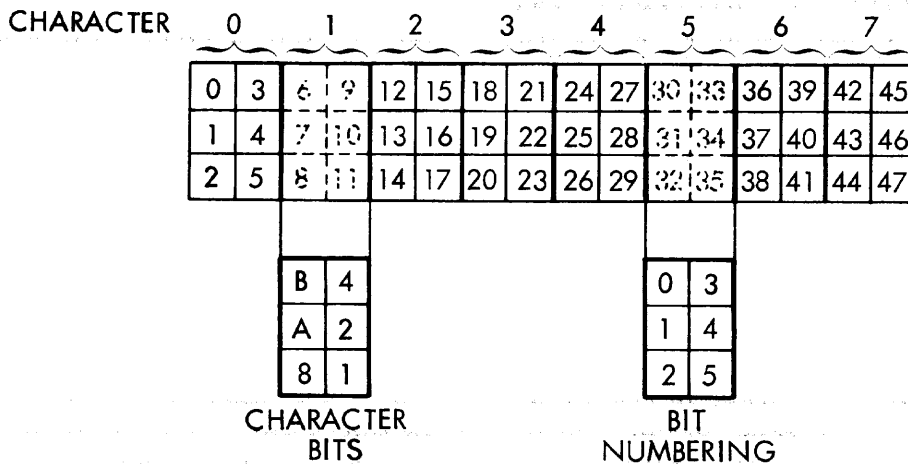 CHARACTER 0 1 2 3 4 5 6 7
0 3 6 9 12 15 18 21 24 27 30 33 36 39 42 45
1 4 7 10 13 16 19 22 25 28 31 34 37 40 43 46
2 5 8 11 14 17 20 23 26 29 32 35 38 41 44 47
B 4 0 3
A 2 1 4
8 1 2 5
CHARACTER BIT
BITS NUMBERING